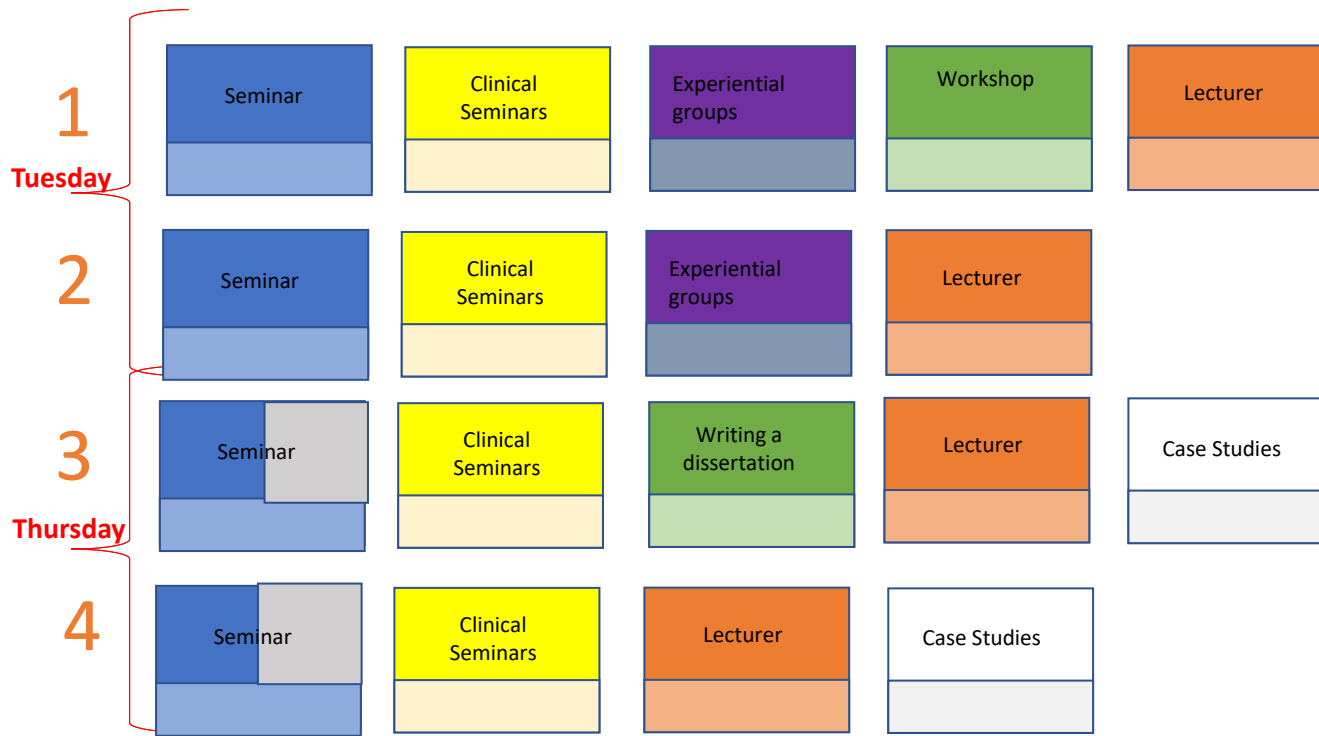 1
Seminar
Clinical
Seminars
Experiential
groups
Workshop
Lecturer
Tuesday
2
Seminar
Clinical
Seminars
Experiential
groups
Lecturer
3
Seminar
Clinical
Seminars
Writing a
dissertation
Lecturer
Case Studies
Thursday
4
Seminar
Clinical
Seminars
Lecturer
Case Studies